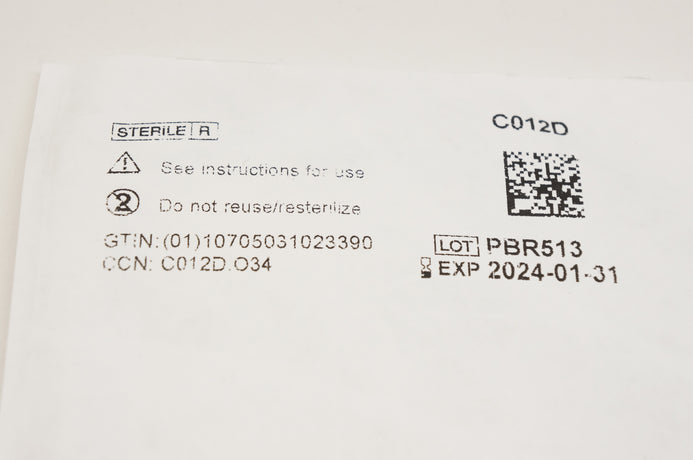 STERILE R
See instructions for use
2 Do not reuse/resterilize
GTIN:(01)10705031023390
CCN: C012D.O34
C012D
LOT PBR513
EXP 2024-01-31